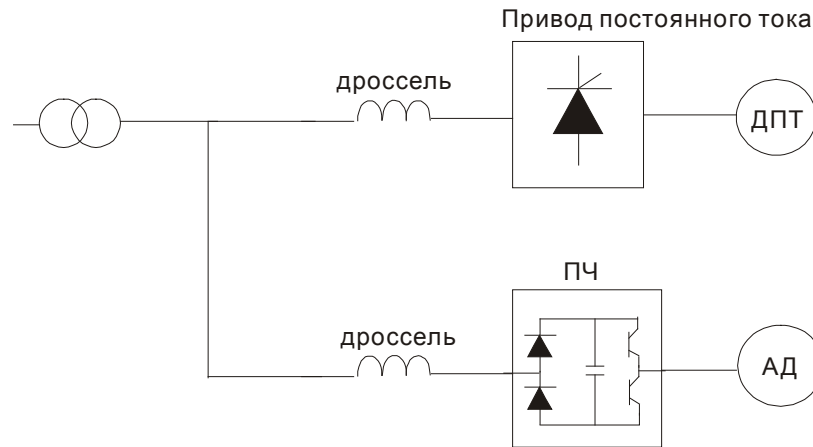 Привод постоянного тока
дроссель
ДПТ
ПЧ
дроссель
АД